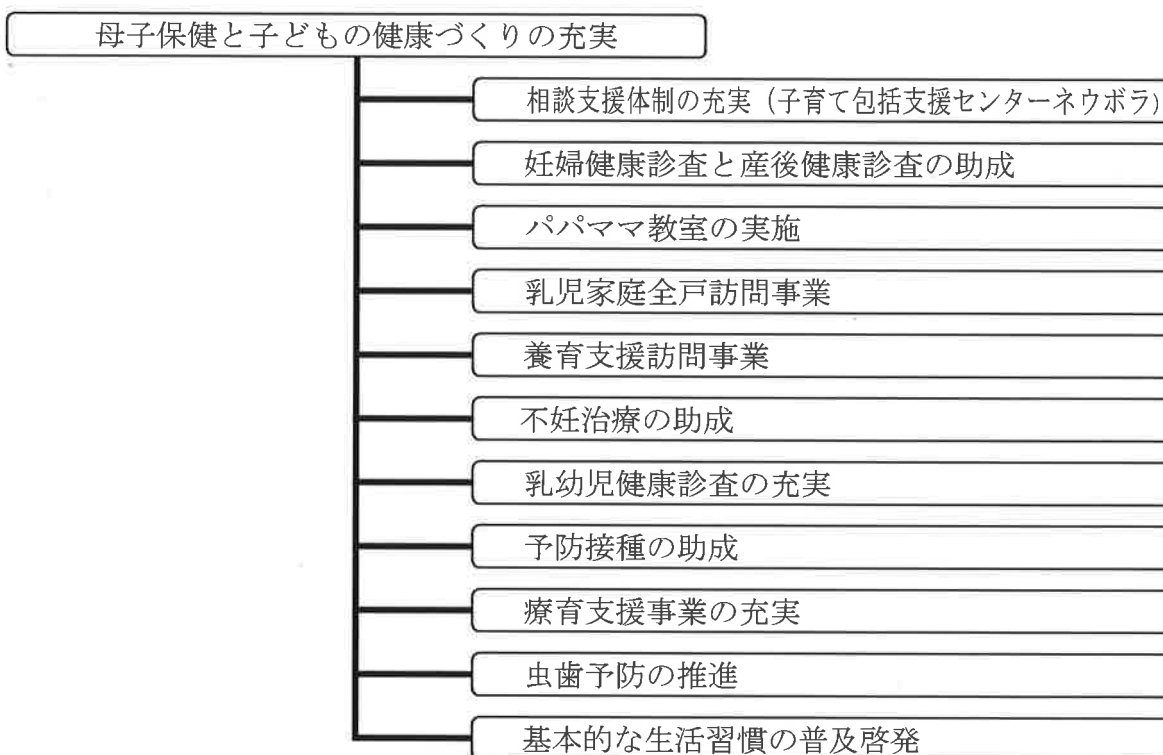 母子保健と子どもの健康づくりの充実
相談支援体制の充実（子育て包括支援センターネウボラ）
妊婦健康診査と産後健康診査の助成
パパママ教室の実施
乳児家庭全戸訪問事業
養育支援訪問事業
不妊治療の助成
乳幼児健康診査の充実
予防接種の助成
療育支援事業の充実
虫歯予防の推進
基本的な生活習慣の普及啓発